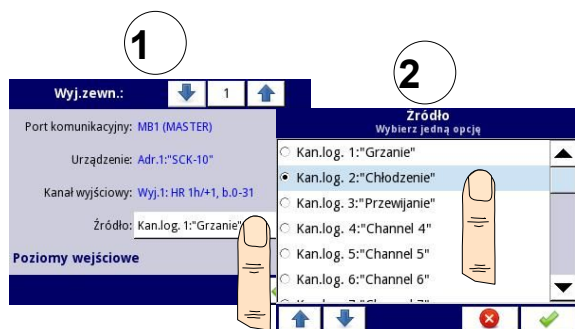 1
Wyj.zewn.:
1
Port komunikacyjny: MB1 (MASTER)
Urządzenie: Adr.1:"SCK-10"
Kanał wyjściowy: Wyj.1: HR 1h/+1, b.0-31
Źródło: Kan.log. 1:"Grzanie"
Poziomy wejściowe
2
Źródło
Wybierz jedną opcję
Kan.log. 1:"Grzanie"
Kan.log. 2:"Chłodzenie"
Kan.log. 3:"Przewijanie"
Kan.log. 4:"Channel 4"
Kan.log. 5:"Channel 5"
Kan.log. 6:"Channel 6"